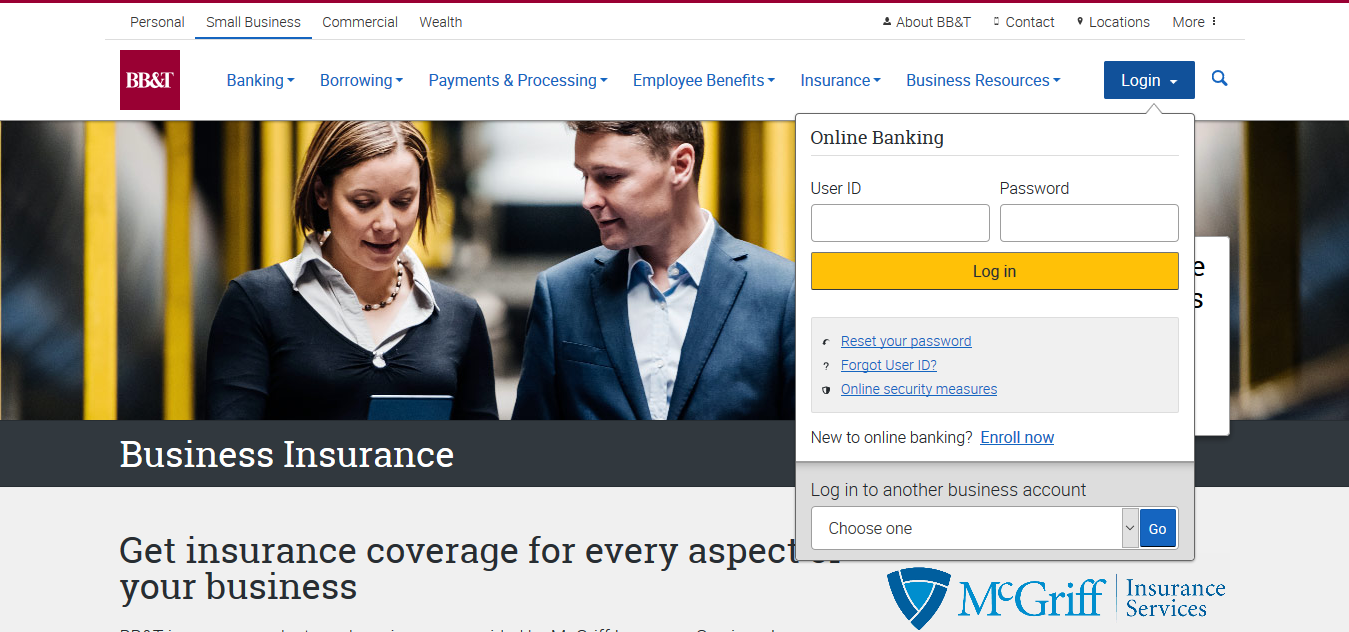 Personal Small Business Commercial Wealth About BB&T Contact Locations More
BB&T Banking Borrowing Payments & Processing Employee Benefits Insurance Business Resources Login
Online Banking
User ID Password
Log in
Reset your password
? Forgot User ID?
Online security measures
New to online banking? Enroll now
Business Insurance
Log in to another business account
Choose one Go
Get insurance coverage for every aspect
your business
McGriff Insurance Services